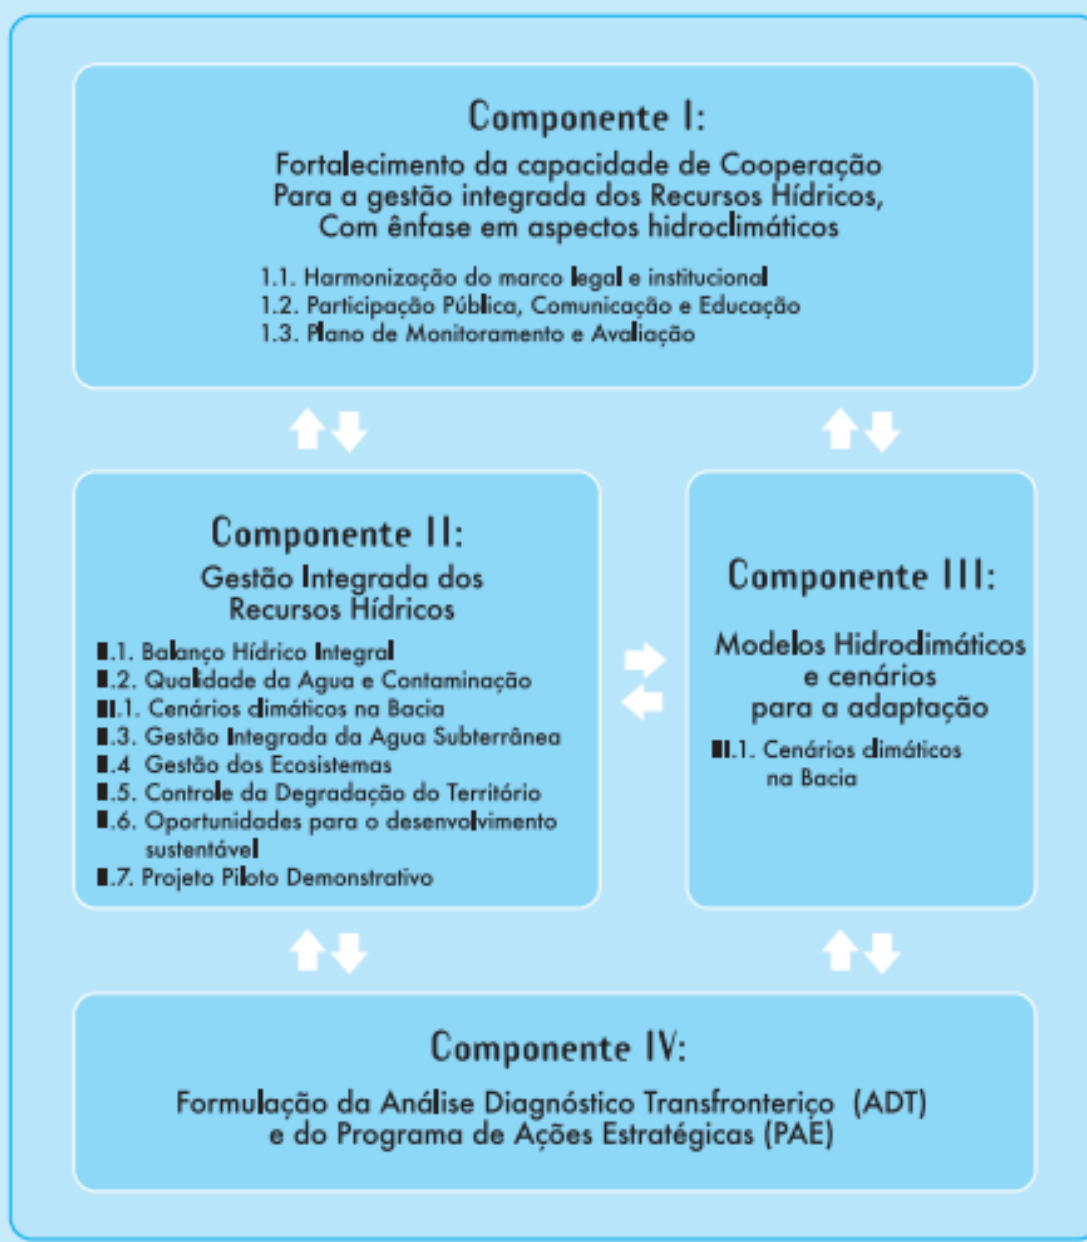 Componente I:
Fortalecimento da capacidade de Cooperação
Para a gestão integrada dos Recursos Hídricos,
Com ênfase em aspectos hidroclimáticos
1.1. Harmonização do marco legal e institucional
1.2. Participação Pública, Comunicação e Educação
1.3. Plano de Monitoramento e Avaliação
Componente II:
Gestão Integrada dos
Recursos Hídricos
II.1. Balanço Hídrico Integral
II.2. Qualidade da Agua e Contaminação
III.1. Cenários climáticos na Bacia
II.3. Gestão Integrada da Agua Subterrânea
II.4 Gestão dos Ecosistemas
II.5. Controle da Degradação do Território
II.6. Oportunidades para o desenvolvimento
sustentável
II.7. Projeto Piloto Demonstrativo
Componente III:
Modelos Hidroclimáticos
e cenários
para a adaptação
III.1. Cenários climáticos
na Bacia
Componente IV:
Formulação da Análise Diagnóstico Transfronteriço (ADT)
e do Programa de Ações Estratégicas (PAE)